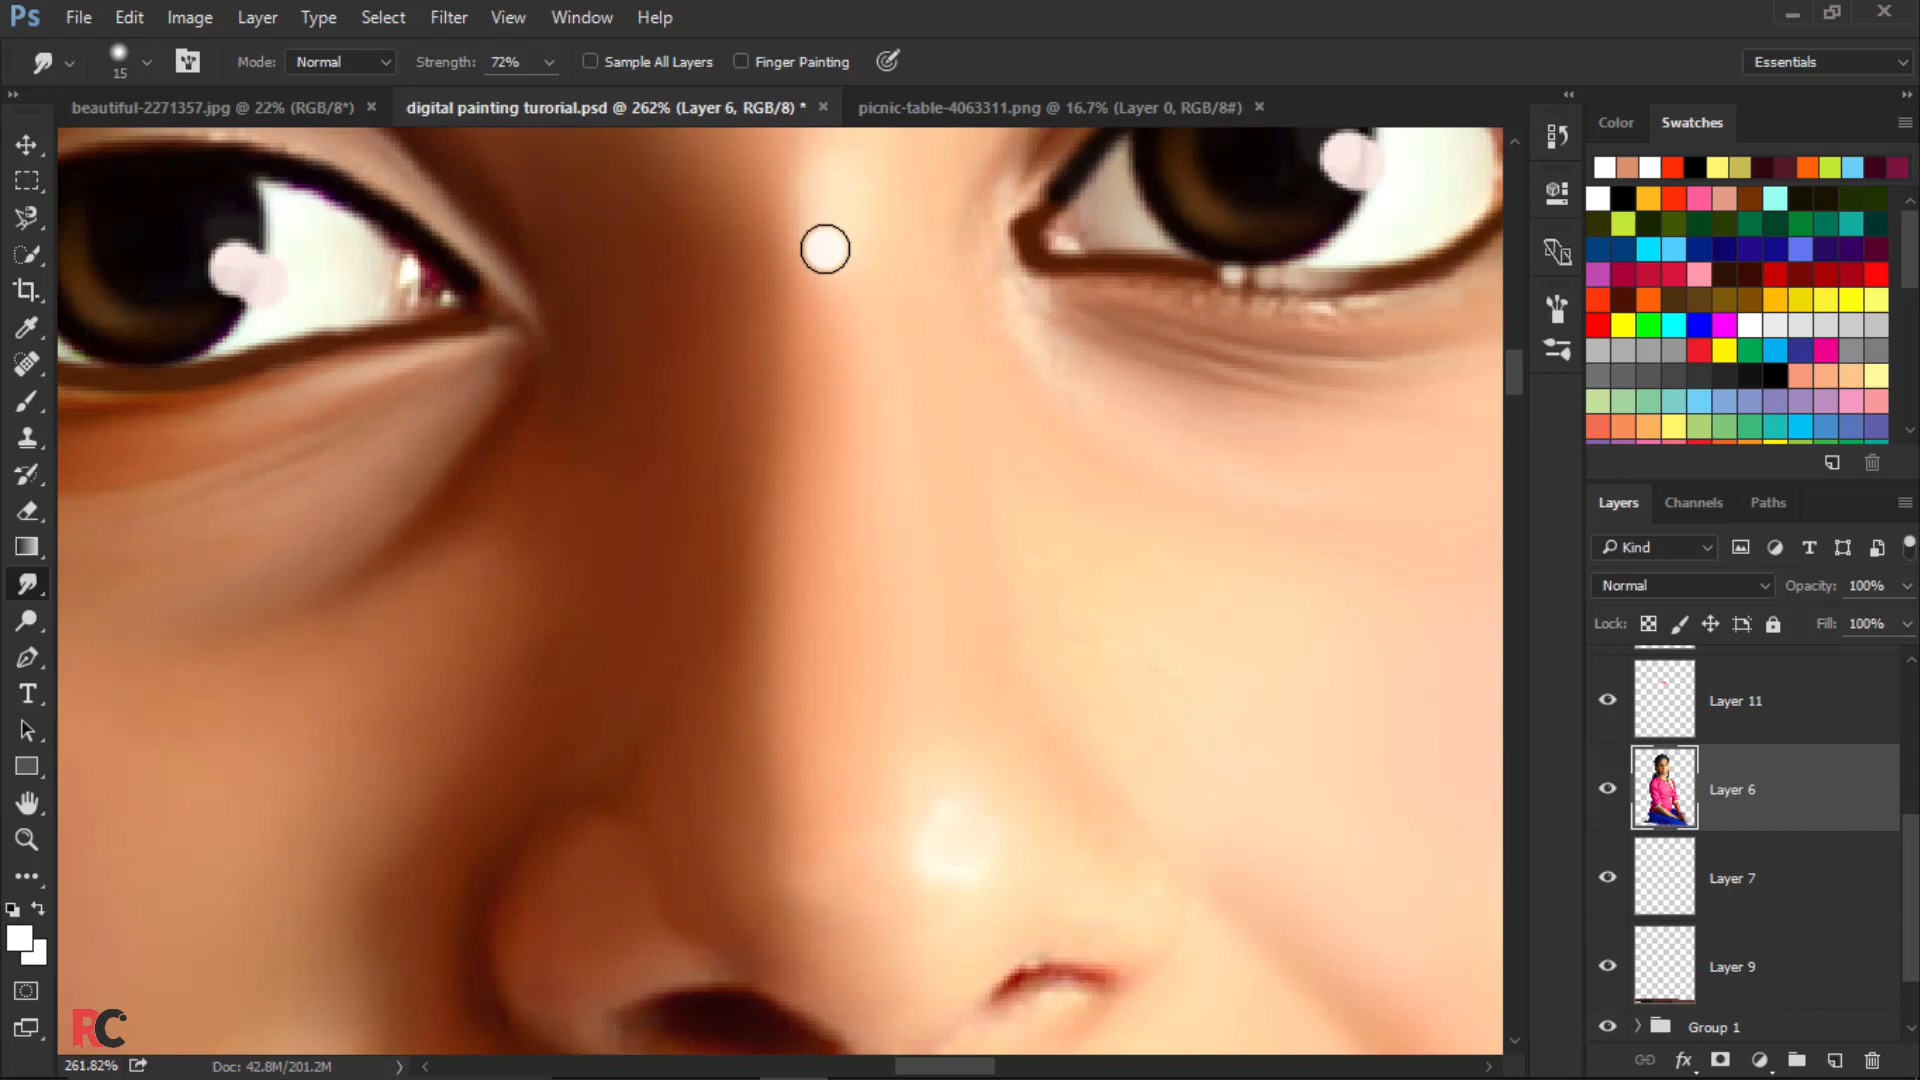 Ps File Edit Image Layer Type Select Filter View Window Help
15 Mode: Normal Strength: 72% Sample All Layers Finger Painting Essentials
beautiful-2271357.jpg @ 22% (RGB/8*) × digital painting turorial.psd @ 262% (Layer 6, RGB/8) * × picnic-table-4063311.png @ 16.7% (Layer 0, RGB/8#) ×
Color Swatches
Layers Channels Paths
Kind
Normal Opacity: 100%
Lock: Fill: 100%
Layer 11
Layer 6
Layer 7
Layer 9
Group 1
RC
261.82% Doc: 42.8M/201.2M
fx